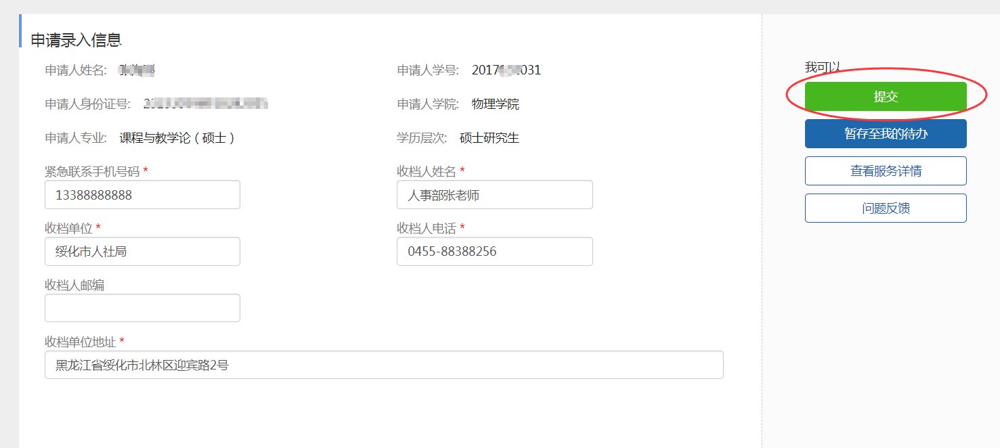 申请录入信息
申请人姓名:
申请人学号: 2017 031
申请人身份证号:
申请人学院: 物理学院
申请人专业: 课程与教学论（硕士）
学历层次: 硕士研究生
紧急联系手机号码 *
13388888888
收档人姓名 *
人事部张老师
收档单位 *
绥化市人社局
收档人电话 *
0455-88388256
收档人邮编
收档单位地址 *
黑龙江省绥化市北林区迎宾路2号
我可以
提交
暂存至我的待办
查看服务详情
问题反馈